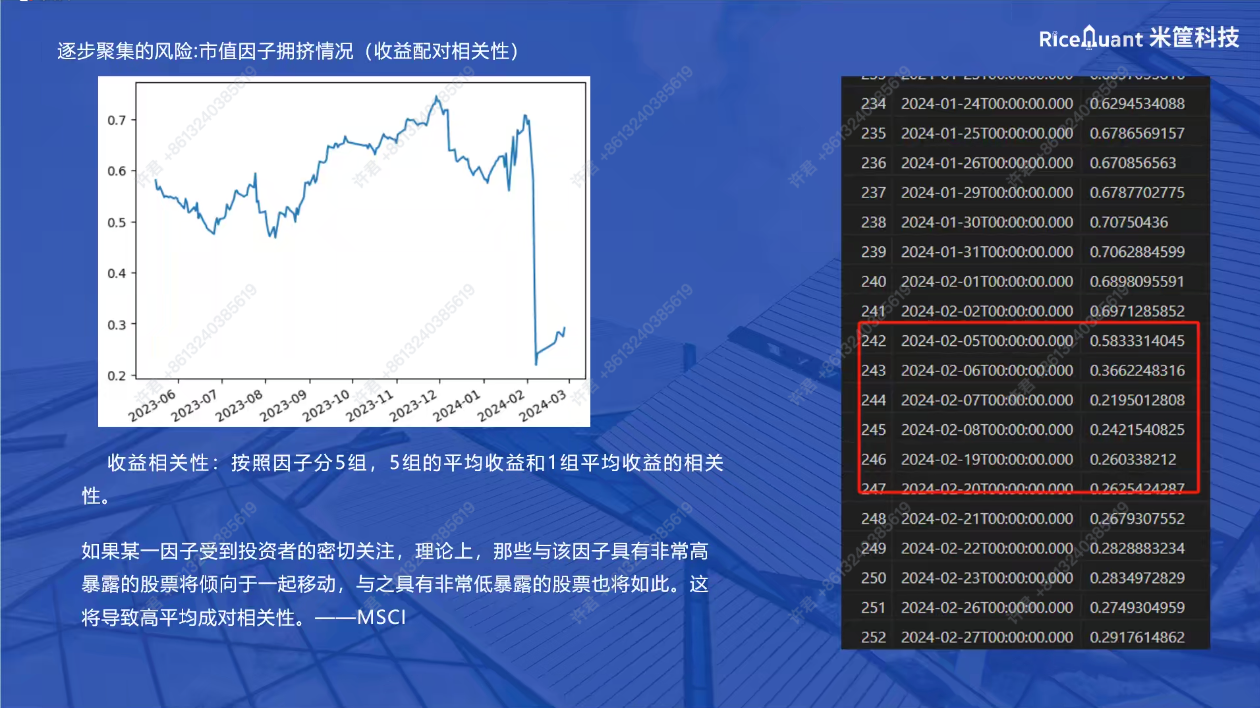 RiceQuant 米筐科技
逐步聚集的风险:市值因子拥挤情况（收益配对相关性）
0.7
0.6
0.5
0.4
0.3
0.2
2023-06
2023-07
2023-08
2023-09
2023-10
2023-11
2023-12
2024-01
2024-02
2024-03
收益相关性：按照因子分5组，5组的平均收益和1组平均收益的相关
性。
如果某一因子受到投资者的密切关注，理论上，那些与该因子具有非常高
暴露的股票将倾向于一起移动，与之具有非常低暴露的股票也将如此。这
将导致高平均成对相关性。——MSCI
234 2024-01-24T00:00:00.000 0.6294534088
235 2024-01-25T00:00:00.000 0.6786569157
236 2024-01-26T00:00:00.000 0.670856563
237 2024-01-29T00:00:00.000 0.6787702775
238 2024-01-30T00:00:00.000 0.70750436
239 2024-01-31T00:00:00.000 0.7062884599
240 2024-02-01T00:00:00.000 0.6898095591
241 2024-02-02T00:00:00.000 0.6971285852
242 2024-02-05T00:00:00.000 0.5833314045
243 2024-02-06T00:00:00.000 0.3662248316
244 2024-02-07T00:00:00.000 0.2195012808
245 2024-02-08T00:00:00.000 0.2421540825
246 2024-02-19T00:00:00.000 0.260338212
247 2024-02-20T00:00:00.000 0.2625424287
248 2024-02-21T00:00:00.000 0.2679307552
249 2024-02-22T00:00:00.000 0.2828883234
250 2024-02-23T00:00:00.000 0.2834972829
251 2024-02-26T00:00:00.000 0.2749304959
252 2024-02-27T00:00:00.000 0.2917614862
许君 +8613240385619